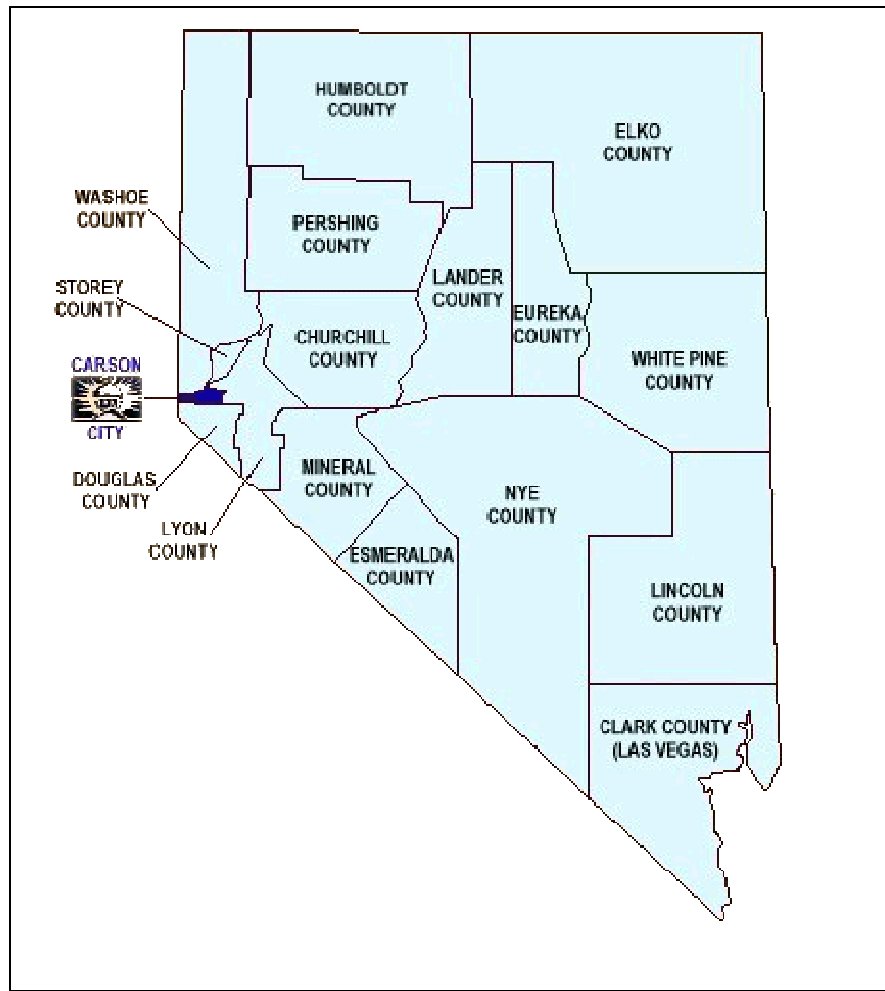 HUMBOLDT
COUNTY
ELKO
COUNTY
WASHOE
COUNTY
PERSHING
COUNTY
STOREY
COUNTY
LANDER
COUNTY
EUREKA
COUNTY
CHURCHILL
COUNTY
WHITE PINE
COUNTY
CARSON
CITY
DOUGLAS
COUNTY
LYON
COUNTY
MINERAL
COUNTY
NYE
COUNTY
ESMERALDA
COUNTY
LINCOLN
COUNTY
CLARK COUNTY
(LAS VEGAS)